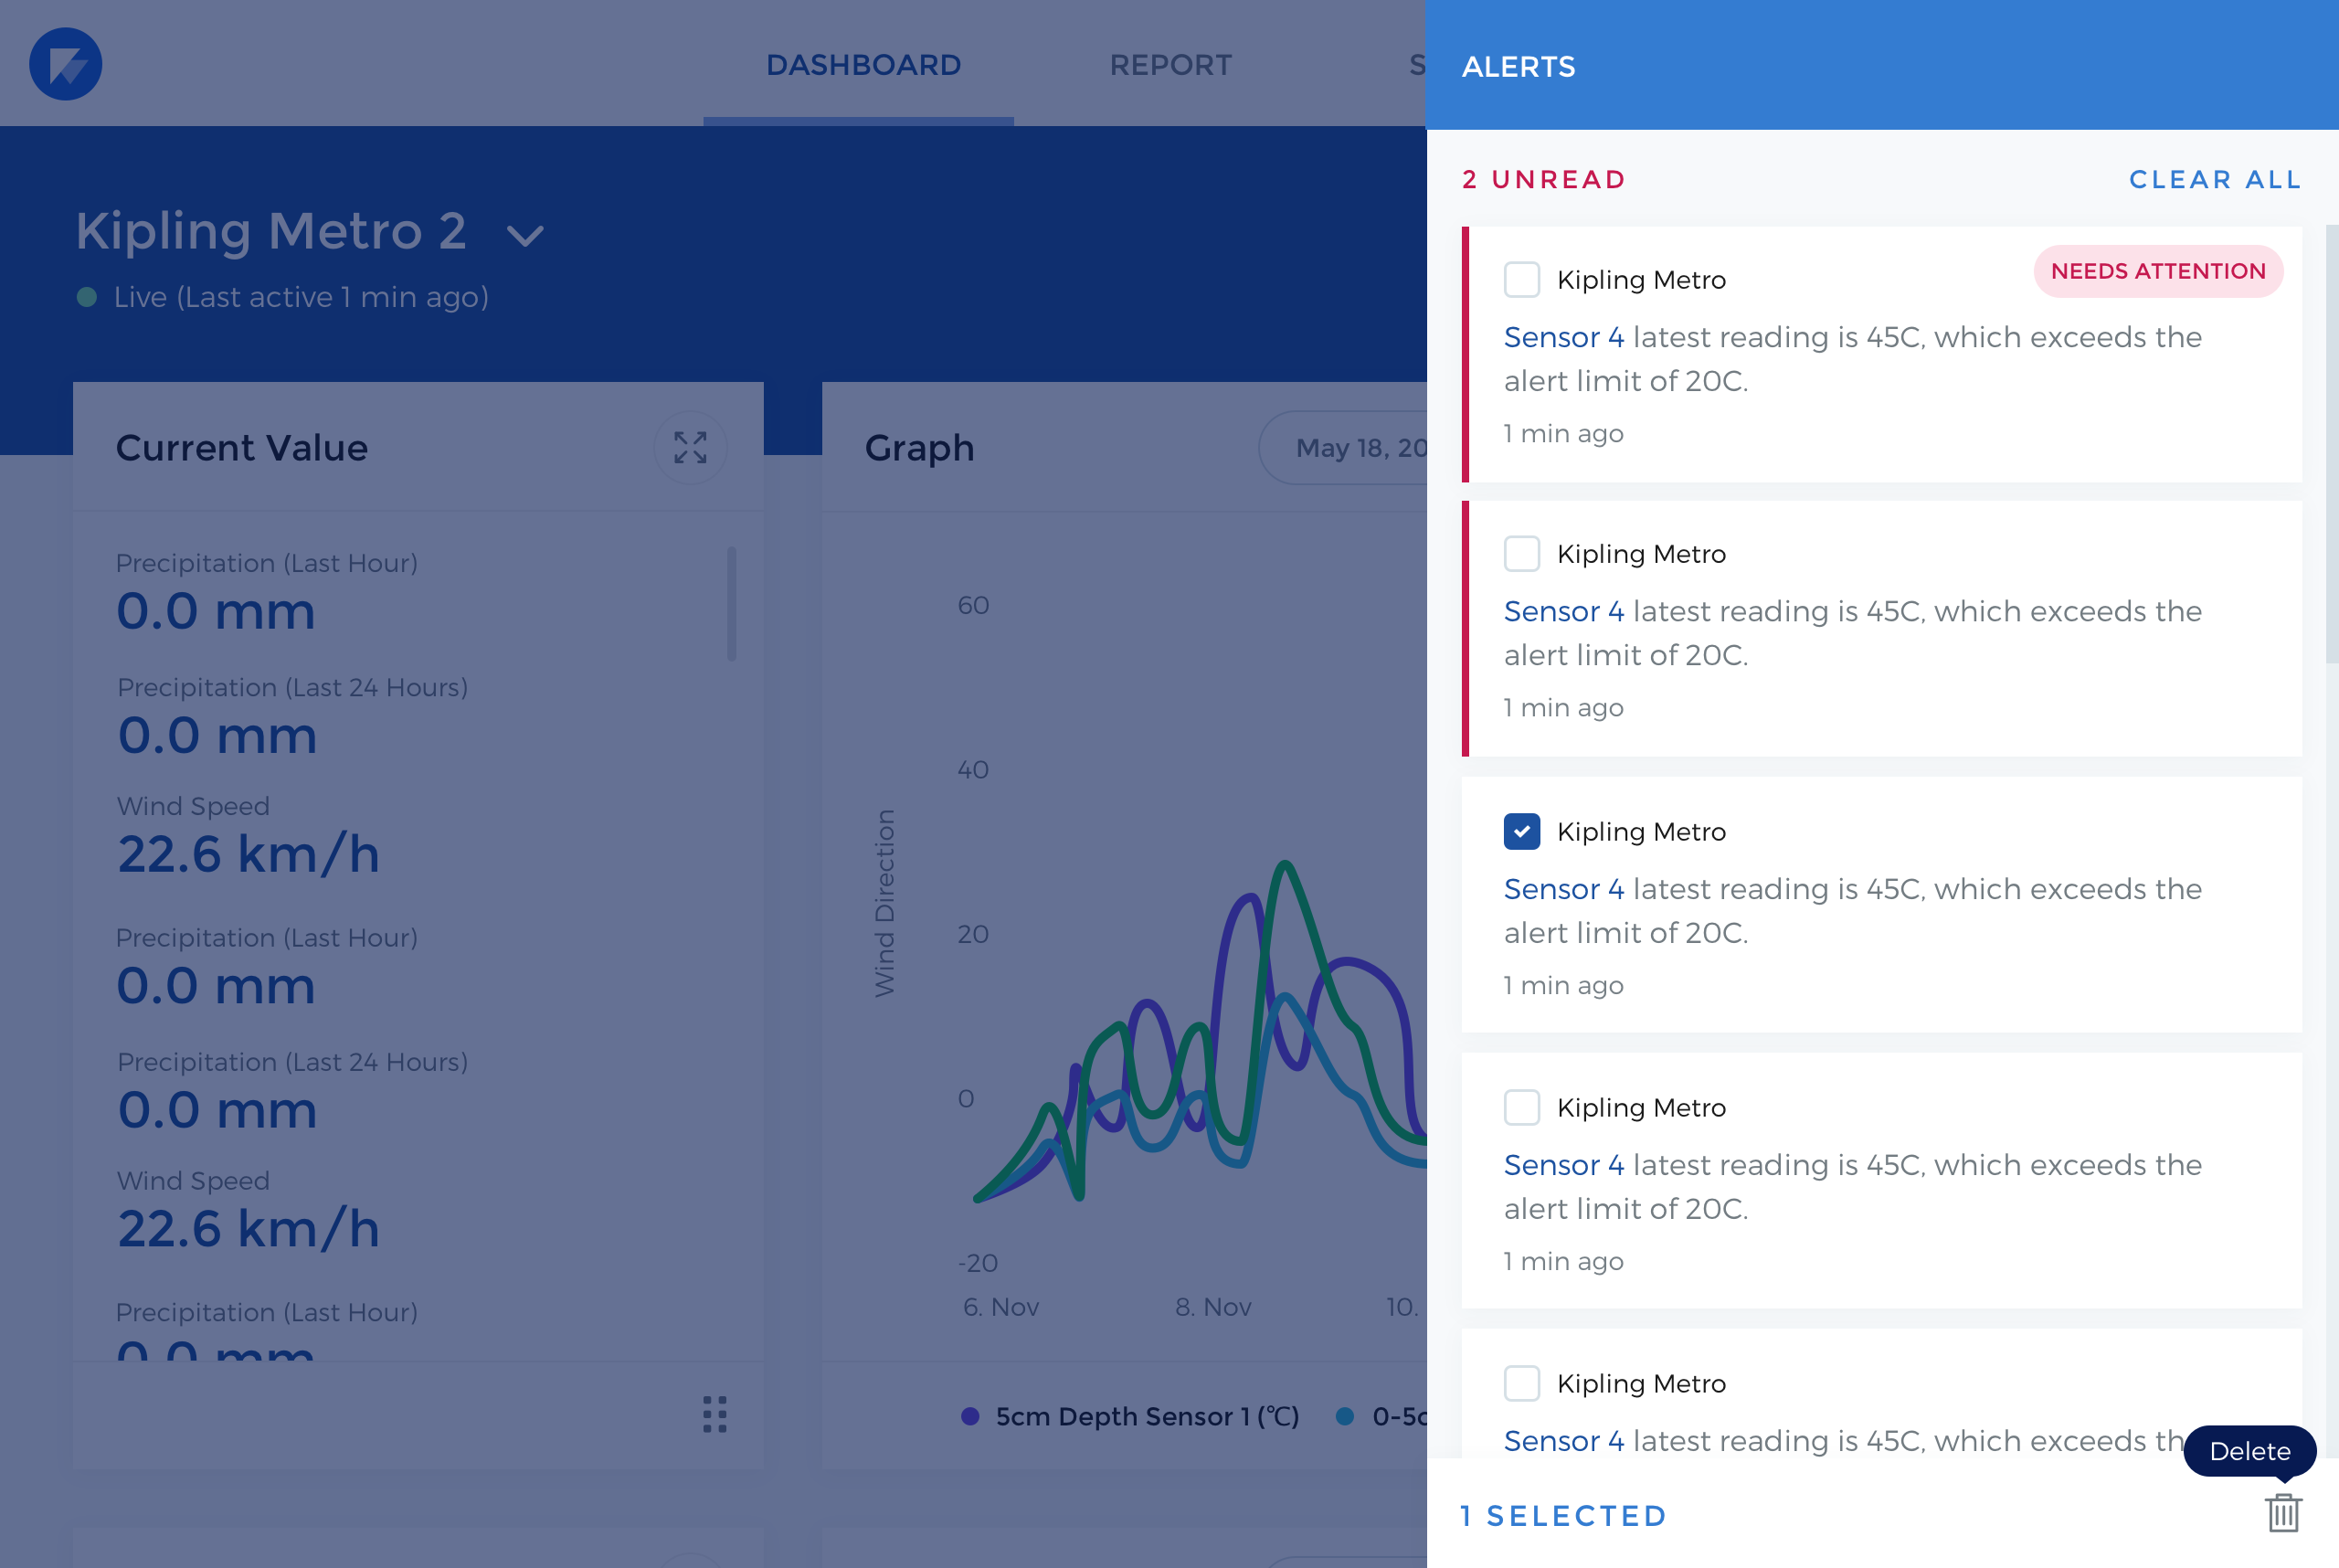 DASHBOARD
REPORT
S
Kipling Metro 2
Live (Last active 1 min ago)
Current Value
Precipitation (Last Hour)
0.0 mm
Precipitation (Last 24 Hours)
0.0 mm
Wind Speed
22.6 km/h
Precipitation (Last Hour)
0.0 mm
Precipitation (Last 24 Hours)
0.0 mm
Wind Speed
22.6 km/h
Precipitation (Last Hour)
0.0 mm
Graph
May 18, 20
Wind Direction
60
40
20
0
-20
6. Nov
8. Nov
10.
5cm Depth Sensor 1 (°C)
0-5c
ALERTS
2 UNREAD
CLEAR ALL
Kipling Metro
NEEDS ATTENTION
Sensor 4 latest reading is 45C, which exceeds the
alert limit of 20C.
1 min ago
Kipling Metro
Sensor 4 latest reading is 45C, which exceeds the
alert limit of 20C.
1 min ago
Kipling Metro
Sensor 4 latest reading is 45C, which exceeds the
alert limit of 20C.
1 min ago
Kipling Metro
Sensor 4 latest reading is 45C, which exceeds the
alert limit of 20C.
1 min ago
Kipling Metro
Sensor 4 latest reading is 45C, which exceeds th
Delete
1 SELECTED